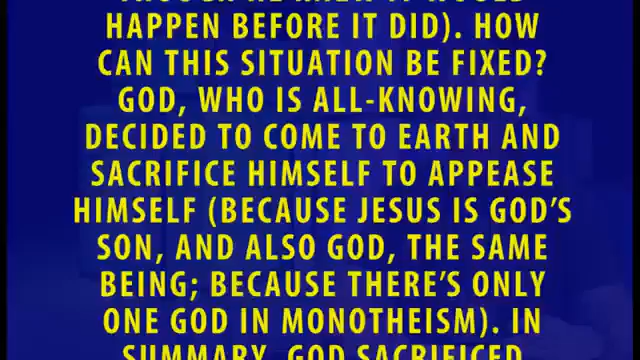 HAPPEN BEFORE IT DID). HOW
CAN THIS SITUATION BE FIXED?
GOD, WHO IS ALL-KNOWING,
DECIDED TO COME TO EARTH AND
SACRIFICE HIMSELF TO APPEASE
HIMSELF (BECAUSE JESUS IS GOD’S
SON, AND ALSO GOD, THE SAME
BEING; BECAUSE THERE’S ONLY
ONE GOD IN MONOTHEISM). IN
SUMMARY, GOD SACRIFICED